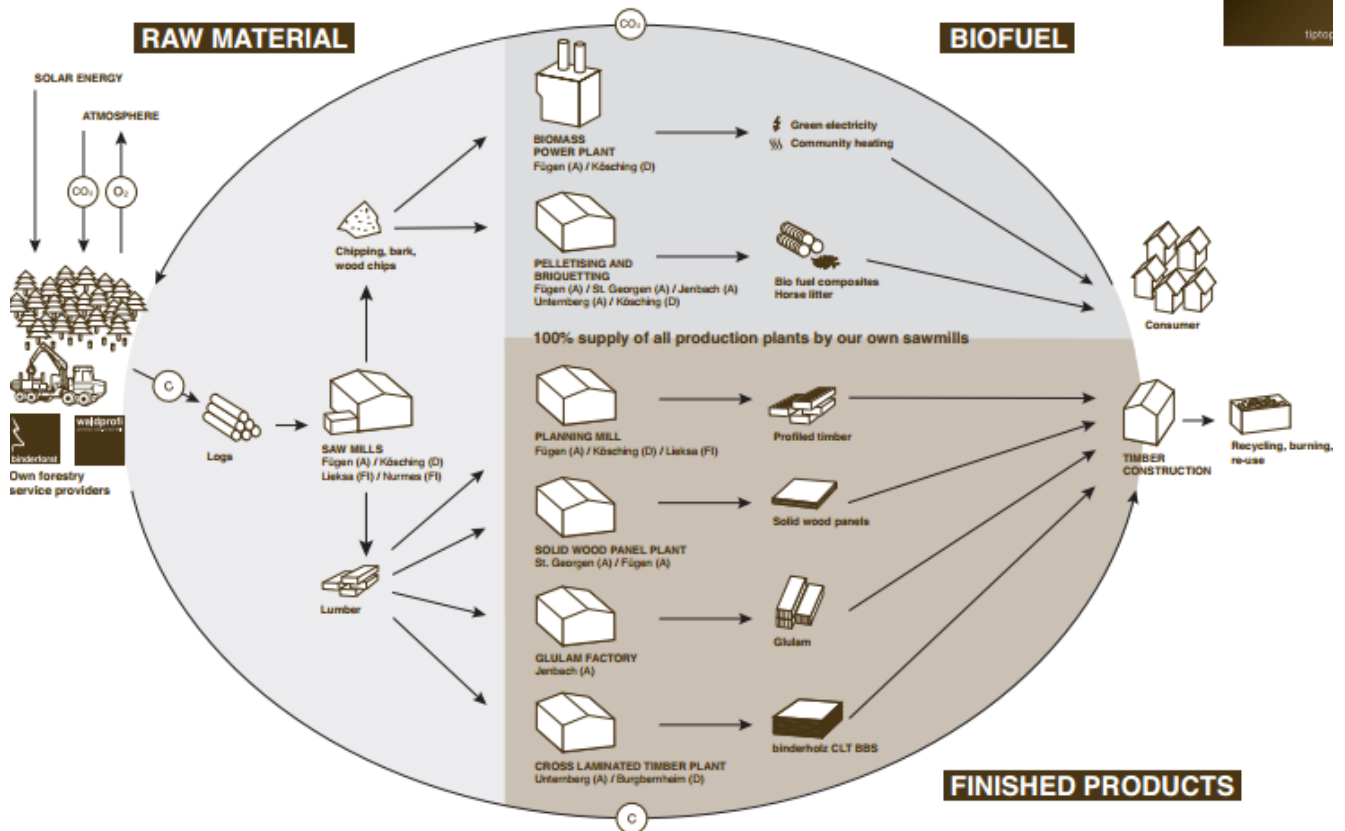 CO₂
RAW MATERIAL
BIOFUEL
tiptop
SOLAR ENERGY
ATMOSPHERE
CO₂
O₂
BIOMASS
POWER PLANT
Fügen (A) / Kösching (D)
Green electricity
Community heating
Chipping, bark,
wood chips
PELLETISING AND
BRIQUETTING
Fügen (A) / St. Georgen (A) / Jenbach (A)
Unternberg (A) / Kösching (D)
Bio fuel composites
Horse litter
Consumer
100% supply of all production plants by our own sawmills
C
binderforst
waldprofi
Own forestry
service providers
Logs
SAW MILLS
Fügen (A) / Kösching (D)
Lieksa (FI) / Nurmes (FI)
PLANNING MILL
Fügen (A) / Kösching (D) / Lieksa (FI)
Profiled timber
TIMBER
CONSTRUCTION
Recycling, burning,
re-use
SOLID WOOD PANEL PLANT
St. Georgen (A) / Fügen (A)
Solid wood panels
Lumber
GLULAM FACTORY
Jenbach (A)
Glulam
CROSS LAMINATED TIMBER PLANT
Unternberg (A) / Burgbernheim (D)
binderholz CLT BBS
FINISHED PRODUCTS
C